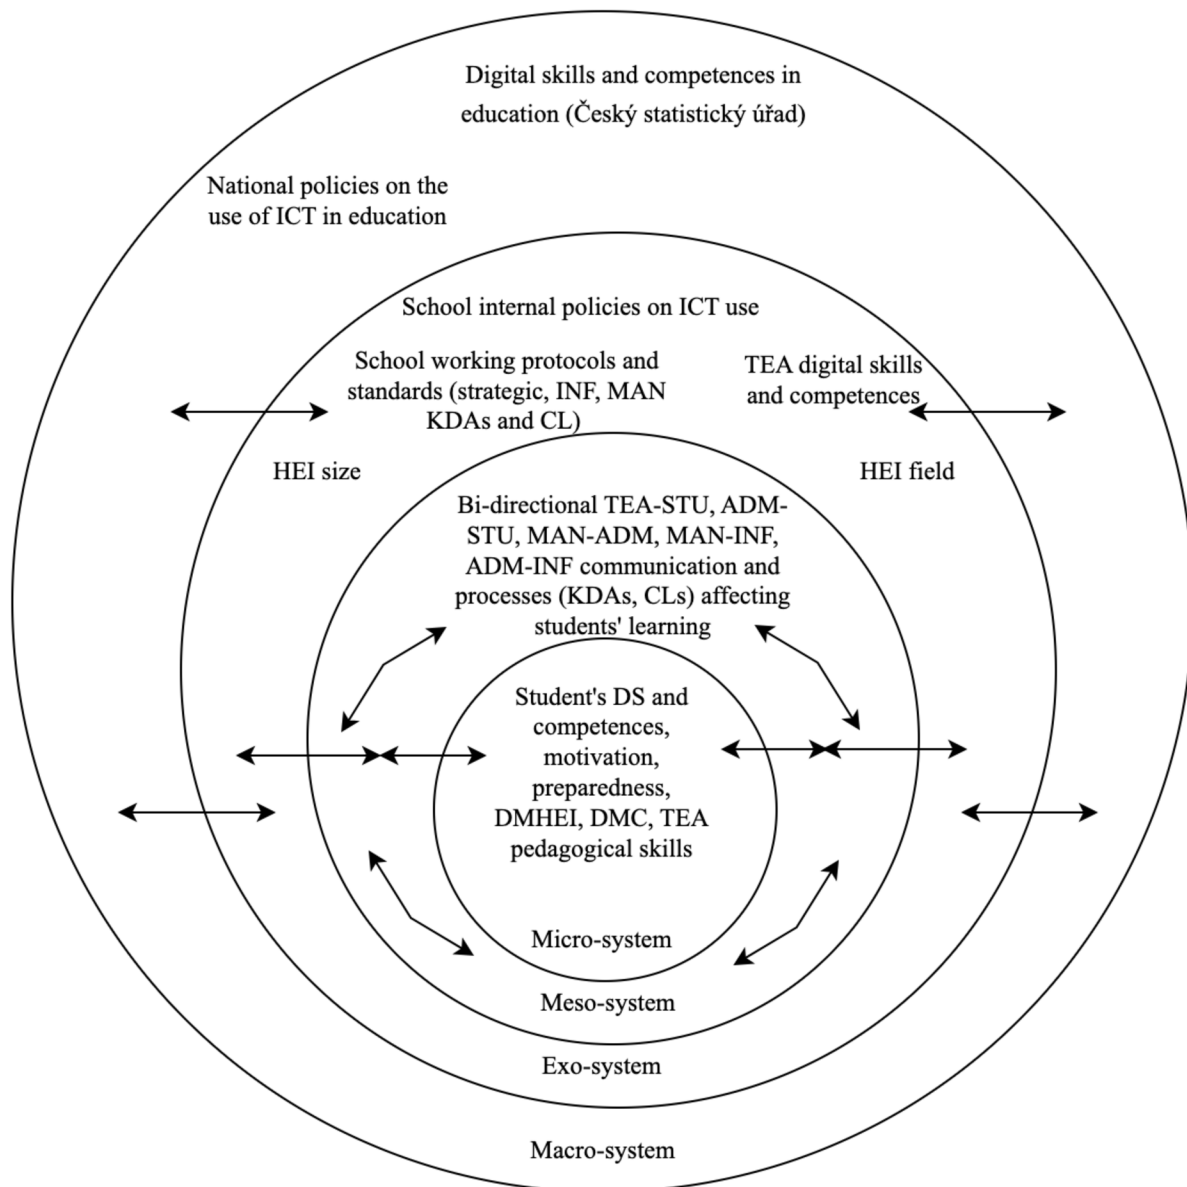 Digital skills and competences in
education (Český statistický úřad)
National policies on the
use of ICT in education
School internal policies on ICT use
School working protocols and
standards (strategic, INF, MAN
KDAs and CL)
TEA digital skills
and competences
HEI size
HEI field
Bi-directional TEA-STU, ADM-
STU, MAN-ADM, MAN-INF,
ADM-INF communication and
processes (KDAs, CLs) affecting
students' learning
Student's DS and
competences,
motivation,
preparedness,
DMHEI, DMC, TEA
pedagogical skills
Micro-system
Meso-system
Exo-system
Macro-system